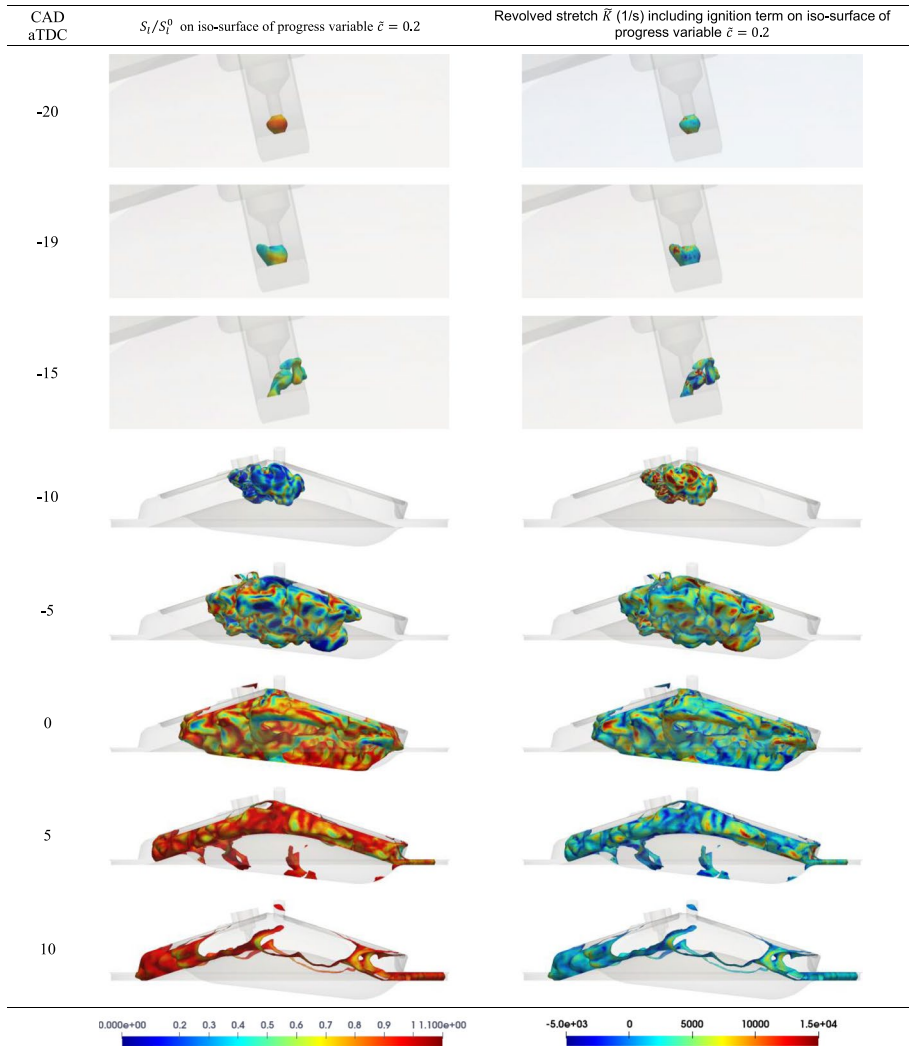 CAD
aTDC
S_l/S_l^0 on iso-surface of progress variable c̃ = 0.2
Revolved stretch K̃ (1/s) including ignition term on iso-surface of
progress variable c̃ = 0.2
-20
-19
-15
-10
-5
0
5
10
0.000e+00 0.2 0.3 0.4 0.5 0.6 0.7 0.8 0.9 11.100e+00
-5.0e+03 0 5000 10000 1.5e+04